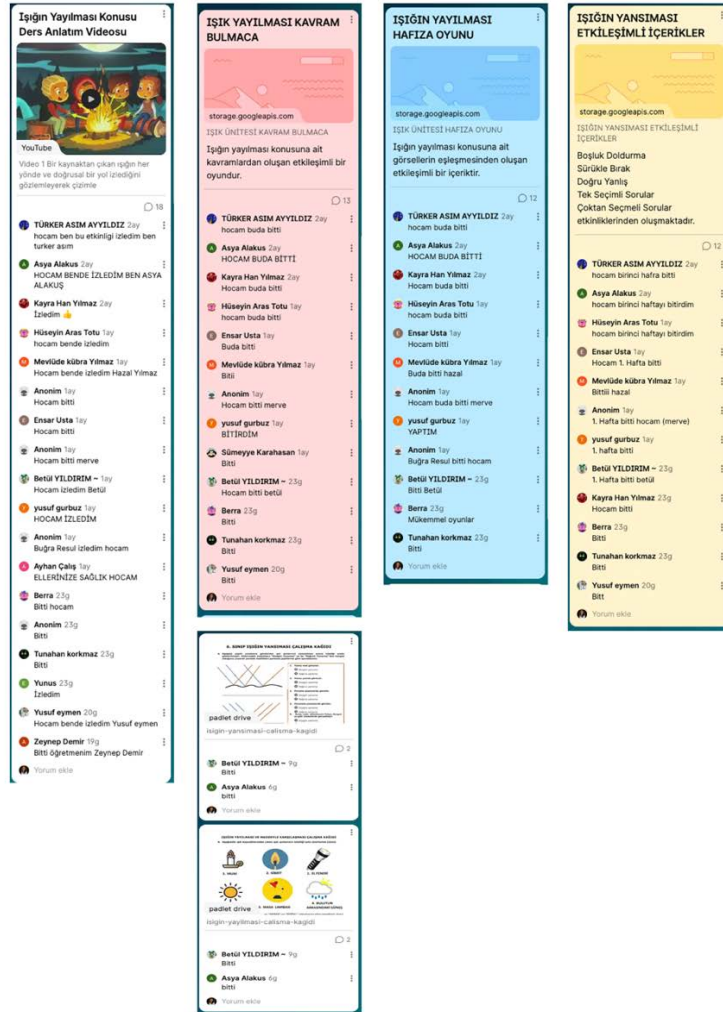 Işığın Yayılması Konusu
Ders Anlatım Videosu
YouTube
Video 1 Bir kaynaktan çıkan ışığın her
yönde ve doğrusal bir yol izlediğini
gözlemleyerek çizimle
18
TÜRKER ASIM AYYILDIZ 2ay
hocam ben bu etkinligi izledim ben
turker asım
Asya Alakus 2ay
HOCAM BENDE İZLEDİM BEN ASYA
ALAKUŞ
Kayra Han Yılmaz 2ay
İzledim 👍
Hüseyin Aras Totu 1ay
hocam bende izledim
Mevlüde kübra Yılmaz 1ay
Hocam bende izledim Hazal Yılmaz
Anonim 1ay
Hocam bitti
Ensar Usta 1ay
Hocam bitti
Anonim 1ay
Hocam bitti merve
Betül YILDIRIM ~ 1ay
Hocam izledim Betül
yusuf gurbuz 1ay
HOCAM İZLEDİM
Anonim 1ay
Buğra Resul izledim hocam
Ayhan Çalış 1ay
ELLERİNİZE SAĞLIK HOCAM
Berra 23g
Bitti hocam
Anonim 23g
Bitti
Tunahan korkmaz 23g
Bitti
Yunus 23g
İzledim
Yusuf eymen 20g
Hocam bende izledim Yusuf eymen
Zeynep Demir 19g
Bitti öğretmenim Zeynep Demir
Yorum ekle
IŞIK YAYILMASI KAVRAM
BULMACA
storage.googleapis.com
IŞIK ÜNİTESİ KAVRAM BULMACA
Işığın yayılması konusuna ait
kavramlardan oluşan etkileşimli bir
oyundur.
13
TÜRKER ASIM AYYILDIZ 2ay
hocam buda bitti
Asya Alakus 2ay
HOCAM BUDA BİTTİ
Kayra Han Yılmaz 2ay
Hocam buda bitti
Hüseyin Aras Totu 1ay
hocam buda bitti
Ensar Usta 1ay
Buda bitti
Mevlüde kübra Yılmaz 1ay
Bitii
Anonim 1ay
Hocam bitti merve
yusuf gurbuz 1ay
BİTİRDİM
Sümeyye Karahasan 1ay
Bitti
Betül YILDIRIM ~ 23g
Hocam bitti betül
Berra 23g
Bitti
Tunahan korkmaz 23g
Bitti
Yusuf eymen 20g
Bitti
Yorum ekle
IŞIĞIN YAYILMASI
HAFIZA OYUNU
storage.googleapis.com
IŞIK ÜNİTESİ HAFIZA OYUNU
Işığın yayılması konusuna ait
görsellerin eşleşmesinden oluşan
etkileşimli bir içeriktir.
12
TÜRKER ASIM AYYILDIZ 2ay
hocam buda bitti
Asya Alakus 2ay
HOCAM BUDA BİTTİ
Kayra Han Yılmaz 2ay
Hocam buda bitti
Hüseyin Aras Totu 1ay
hocam buda bitti
Ensar Usta 1ay
Hocam bitti
Mevlüde kübra Yılmaz 1ay
Buda bitti hazal
Anonim 1ay
Hocam buda bitti merve
yusuf gurbuz 1ay
YAPTIM
Anonim 1ay
Buğra Resul bitti hocam
Betül YILDIRIM ~ 23g
Bitti Betül
Berra 23g
Mükemmel oyunlar
Tunahan korkmaz 23g
Bitti
Yorum ekle
IŞIĞIN YANSIMASI
ETKİLEŞİMLİ İÇERİKLER
storage.googleapis.com
IŞIĞIN YANSIMASI ETKİLEŞİMLİ
İÇERİKLER
Boşluk Doldurma
Sürükle Bırak
Doğru Yanlış
Tek Seçimli Sorular
Çoktan Seçmeli Sorular
etkinliklerinden oluşmaktadır.
12
TÜRKER ASIM AYYILDIZ 2ay
hocam birinci hafra bitti
Asya Alakus 2ay
hocam birinci haftayı bitirdim
Hüseyin Aras Totu 1ay
hocam birinci haftayı bitirdim
Ensar Usta 1ay
Hocam 1. Hafta bitti
Mevlüde kübra Yılmaz 1ay
Bittiii hazal
Anonim 1ay
1. Hafta bitti hocam (merve)
yusuf gurbuz 1ay
1. hafta bitti
Betül YILDIRIM ~ 23g
1. Hafta bitti betül
Kayra Han Yılmaz 23g
Hocam bitti
Berra 23g
Bitti
Tunahan korkmaz 23g
Bitti
Yusuf eymen 20g
Bitt
Yorum ekle
6. SINIF IŞIĞIN YANSIMASI ÇALIŞMA KAĞIDI
padlet drive
isigin-yansimasi-calisma-kagidi
2
Betül YILDIRIM ~ 9g
Bitti
Asya Alakus 6g
bitti
Yorum ekle
padlet drive
isigin-yayilmasi-calisma-kagidi
2
Betül YILDIRIM ~ 9g
Bitti
Asya Alakus 6g
bitti
Yorum ekle